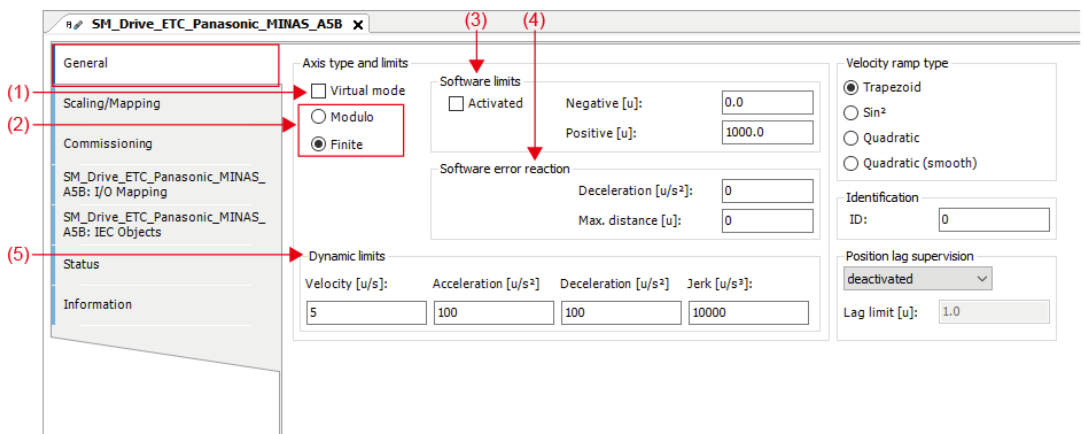 SM_Drive_ETC_Panasonic_MINAS_A5B x
(3) (4)
General
Scaling/Mapping
Commissioning
SM_Drive_ETC_Panasonic_MINAS_
A5B: I/O Mapping
SM_Drive_ETC_Panasonic_MINAS_
A5B: IEC Objects
Status
Information
(1)
(2)
(5)
Axis type and limits
Virtual mode
Modulo
Finite
Software limits
Activated
Negative [u]: 0.0
Positive [u]: 1000.0
Software error reaction
Deceleration [u/s²]: 0
Max. distance [u]: 0
Dynamic limits
Velocity [u/s]: Acceleration [u/s²] Deceleration [u/s²] Jerk [u/s³]:
5 100 100 10000
Velocity ramp type
Trapezoid
Sin²
Quadratic
Quadratic (smooth)
Identification
ID: 0
Position lag supervision
deactivated
Lag limit [u]: 1.0